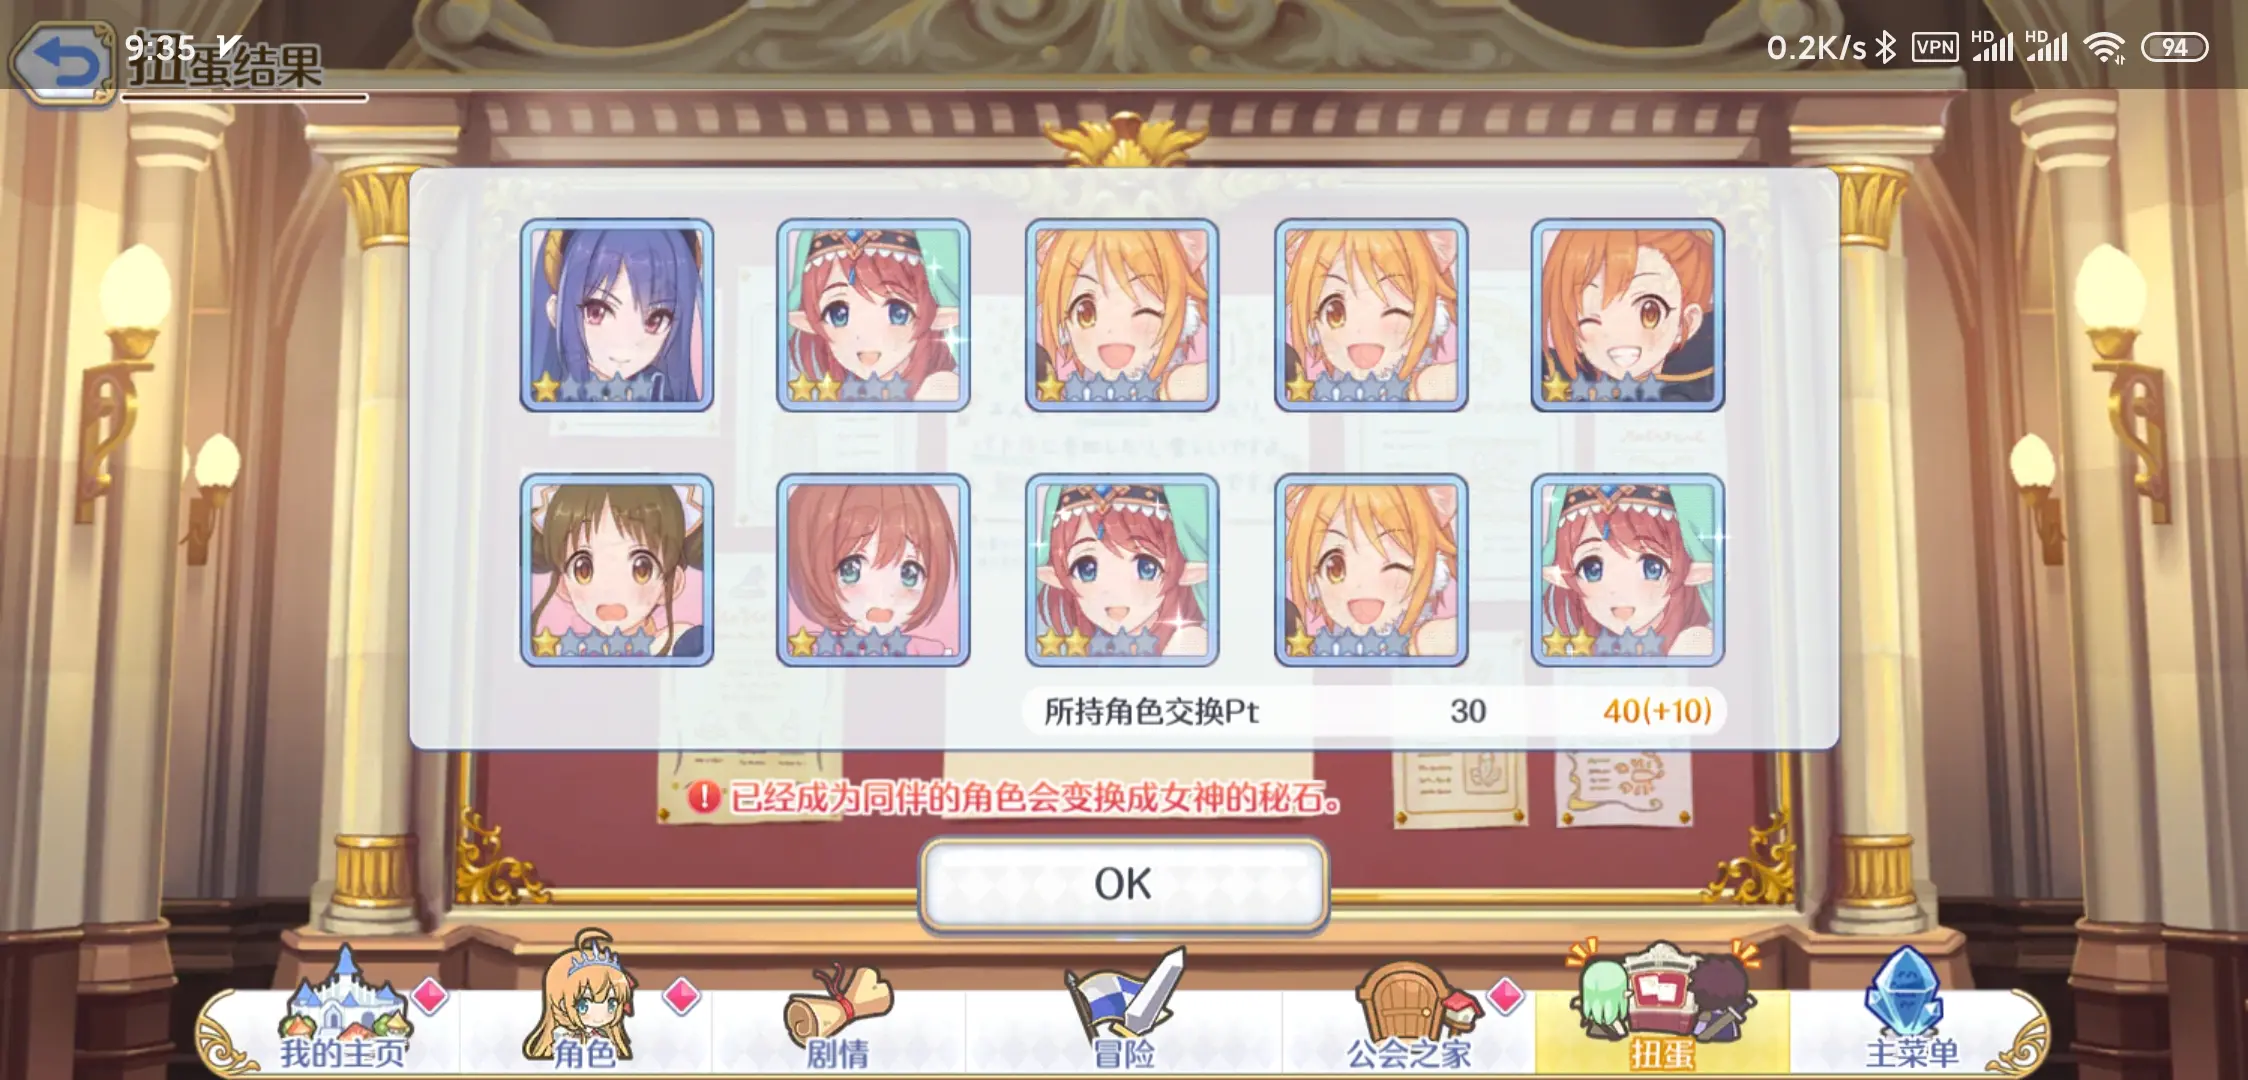 9:35
0.2K/s VPN HD HD 94
扭蛋结果
所持角色交换Pt 30 40(+10)
! 已经成为同伴的角色会变换成女神的秘石。
OK
我的主页 角色 剧情 冒险 公会之家 扭蛋 主菜单